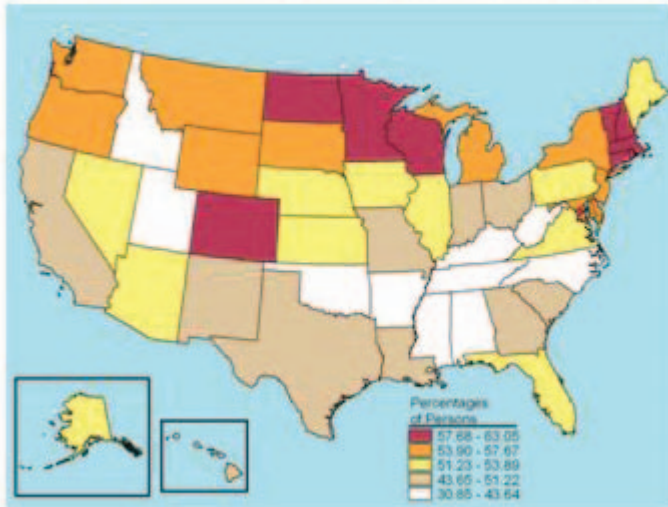 Percentages
of Persons
57.68 - 63.05
53.90 - 57.67
51.23 - 53.89
43.65 - 51.22
30.85 - 43.64